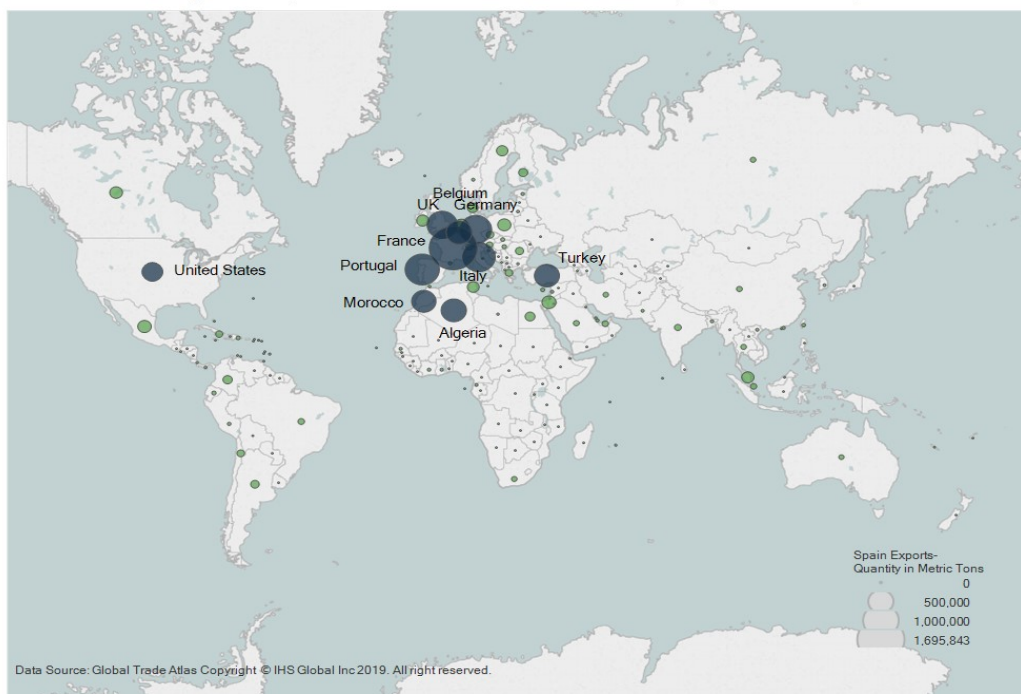 Belgium
UK
Germany
France
United States
Portugal
Italy
Turkey
Morocco
Algeria
Spain Exports-
Quantity in Metric Tons
0
500,000
1,000,000
1,695,843
Data Source: Global Trade Atlas Copyright © IHS Global Inc 2019. All right reserved.